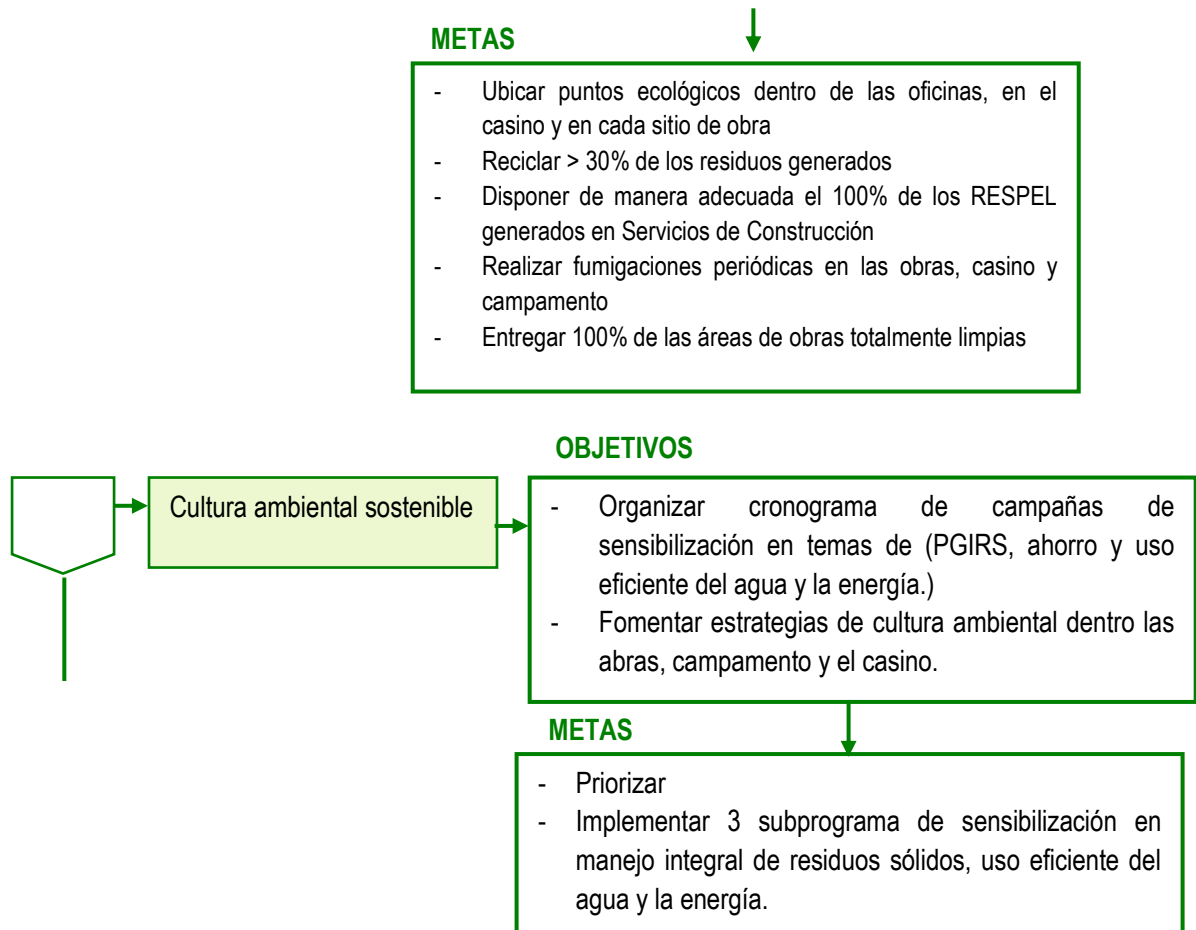 METAS
- Ubicar puntos ecológicos dentro de las oficinas, en el
casino y en cada sitio de obra
- Reciclar > 30% de los residuos generados
- Disponer de manera adecuada el 100% de los RESPEL
generados en Servicios de Construcción
- Realizar fumigaciones periódicas en las obras, casino y
campamento
- Entregar 100% de las áreas de obras totalmente limpias
OBJETIVOS
Cultura ambiental sostenible
- Organizar cronograma de campañas de
sensibilización en temas de (PGIRS, ahorro y uso
eficiente del agua y la energía.)
- Fomentar estrategias de cultura ambiental dentro las
abras, campamento y el casino.
METAS
- Priorizar
- Implementar 3 subprograma de sensibilización en
manejo integral de residuos sólidos, uso eficiente del
agua y la energía.